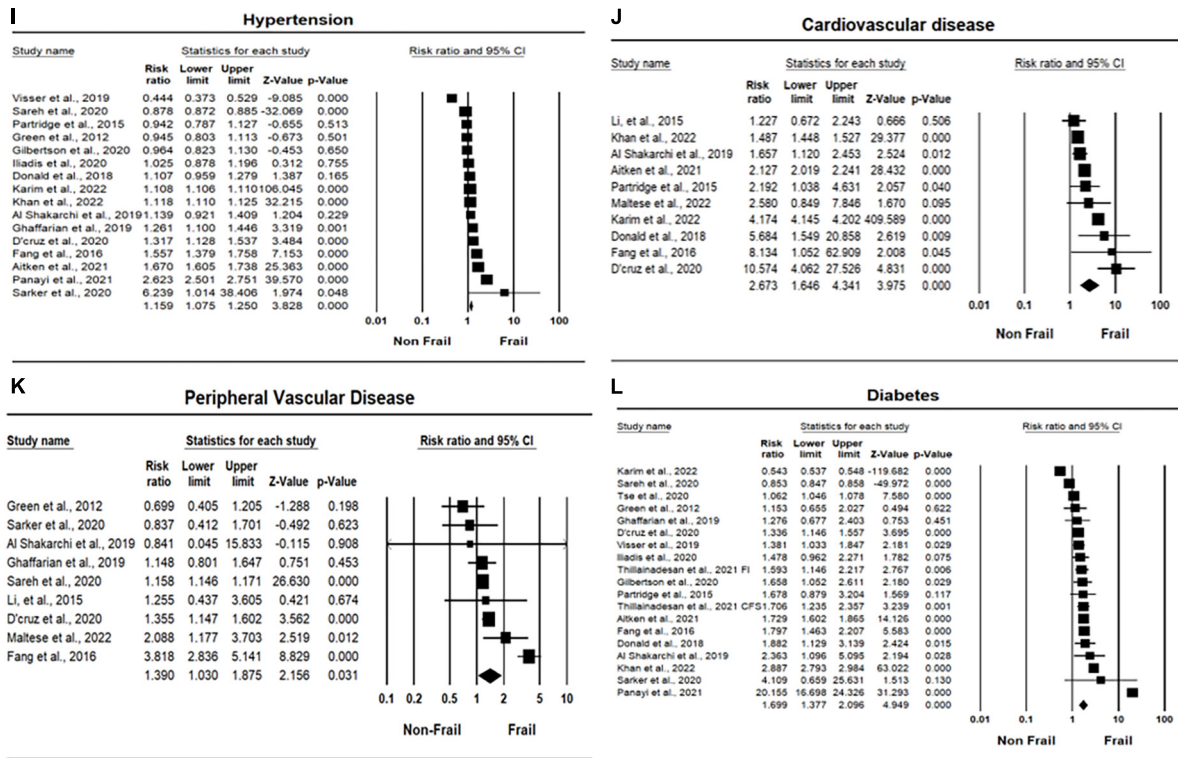 I
Hypertension
Study name Statistics for each study Risk ratio and 95% CI
Risk ratio Lower limit Upper limit Z-Value p-Value
Visser et al., 2019 0.444 0.373 0.529 -9.085 0.000
Sareh et al., 2020 0.878 0.872 0.885 -32.069 0.000
Partridge et al., 2015 0.942 0.787 1.127 -0.655 0.513
Green et al., 2012 0.945 0.803 1.113 -0.673 0.501
Gilbertson et al., 2020 0.964 0.823 1.130 -0.453 0.650
Iliadis et al., 2020 1.025 0.878 1.196 0.312 0.755
Donald et al., 2018 1.107 0.959 1.279 1.387 0.165
Karim et al., 2022 1.108 1.106 1.110 106.045 0.000
Khan et al., 2022 1.118 1.110 1.125 32.215 0.000
Al Shakarchi et al., 2019 1.139 0.921 1.409 1.204 0.229
Ghaffarian et al., 2019 1.261 1.100 1.446 3.319 0.001
D'cruz et al., 2020 1.317 1.128 1.537 3.484 0.000
Fang et al., 2016 1.557 1.379 1.758 7.153 0.000
Aitken et al., 2021 1.670 1.605 1.738 25.363 0.000
Panayi et al., 2021 2.623 2.501 2.751 39.570 0.000
Sarker et al., 2020 6.239 1.014 38.406 1.974 0.048
1.159 1.075 1.250 3.828 0.000
0.01 0.1 1 10 100
Non Frail Frail
J
Cardiovascular disease
Study name Statistics for each study Risk ratio and 95% CI
Risk ratio Lower limit Upper limit Z-Value p-Value
Li, et al., 2015 1.227 0.672 2.243 0.666 0.506
Khan et al., 2022 1.487 1.448 1.527 29.377 0.000
Al Shakarchi et al., 2019 1.657 1.120 2.453 2.524 0.012
Aitken et al., 2021 2.127 2.019 2.241 28.432 0.000
Partridge et al., 2015 2.192 1.038 4.631 2.057 0.040
Maltese et al., 2022 2.580 0.849 7.846 1.670 0.095
Karim et al., 2022 4.174 4.145 4.202 409.589 0.000
Donald et al., 2018 5.684 1.549 20.858 2.619 0.009
Fang et al., 2016 8.134 1.052 62.909 2.008 0.045
D'cruz et al., 2020 10.574 4.062 27.526 4.831 0.000
2.673 1.646 4.341 3.975 0.000
0.01 0.1 1 10 100
Non Frail Frail
K
Peripheral Vascular Disease
Study name Statistics for each study Risk ratio and 95% CI
Risk ratio Lower limit Upper limit Z-Value p-Value
Green et al., 2012 0.699 0.405 1.205 -1.288 0.198
Sarker et al., 2020 0.837 0.412 1.701 -0.492 0.623
Al Shakarchi et al., 2019 0.841 0.045 15.833 -0.115 0.908
Ghaffarian et al., 2019 1.148 0.801 1.647 0.751 0.453
Sareh et al., 2020 1.158 1.146 1.171 26.630 0.000
Li, et al., 2015 1.255 0.437 3.605 0.421 0.674
D'cruz et al., 2020 1.355 1.147 1.602 3.562 0.000
Maltese et al., 2022 2.088 1.177 3.703 2.519 0.012
Fang et al., 2016 3.818 2.836 5.141 8.829 0.000
1.390 1.030 1.875 2.156 0.031
0.1 0.2 0.5 1 2 5 10
Non-Frail Frail
L
Diabetes
Study name Statistics for each study Risk ratio and 95% CI
Risk ratio Lower limit Upper limit Z-Value p-Value
Karim et al., 2022 0.543 0.537 0.548 -119.682 0.000
Sareh et al., 2020 0.853 0.847 0.858 -49.972 0.000
Tse et al., 2020 1.062 1.046 1.078 7.580 0.000
Green et al., 2012 1.153 0.655 2.027 0.494 0.622
Ghaffarian et al., 2019 1.276 0.677 2.403 0.753 0.451
D'cruz et al., 2020 1.336 1.146 1.557 3.695 0.000
Visser et al., 2019 1.381 1.033 1.847 2.181 0.029
Iliadis et al., 2020 1.478 0.962 2.271 1.782 0.075
Thillainadesan et al., 2021 FI 1.593 1.146 2.217 2.767 0.006
Gilbertson et al., 2020 1.658 1.052 2.611 2.180 0.029
Partridge et al., 2015 1.678 0.879 3.204 1.569 0.117
Thillainadesan et al., 2021 CFS 1.706 1.235 2.357 3.239 0.001
Aitken et al., 2021 1.729 1.602 1.865 14.126 0.000
Fang et al., 2016 1.797 1.463 2.207 5.583 0.000
Donald et al., 2018 1.882 1.129 3.139 2.424 0.015
Al Shakarchi et al., 2019 2.363 1.096 5.095 2.194 0.028
Khan et al., 2022 2.887 2.793 2.984 63.022 0.000
Sarker et al., 2020 4.109 0.659 25.631 1.513 0.130
Panayi et al., 2021 20.155 16.698 24.326 31.293 0.000
1.699 1.377 2.096 4.949 0.000
0.01 0.1 1 10 100
Non Frail Frail